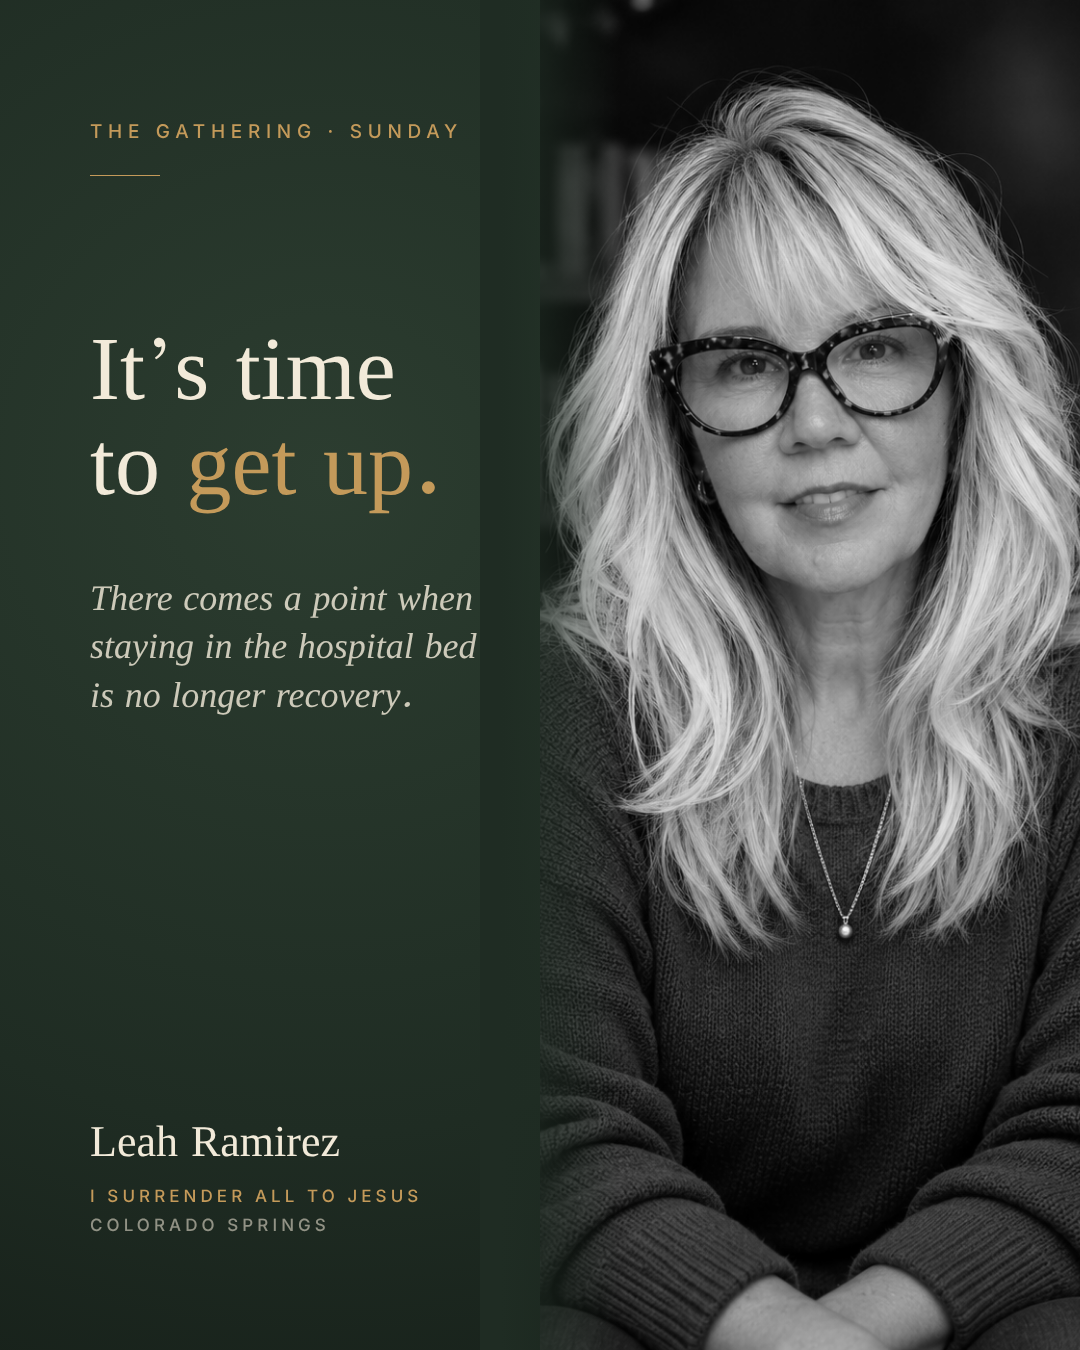 THE GATHERING · SUNDAY
It’s time
to get up.
There comes a point when
staying in the hospital bed
is no longer recovery.
Leah Ramirez
I SURRENDER ALL TO JESUS
COLORADO SPRINGS